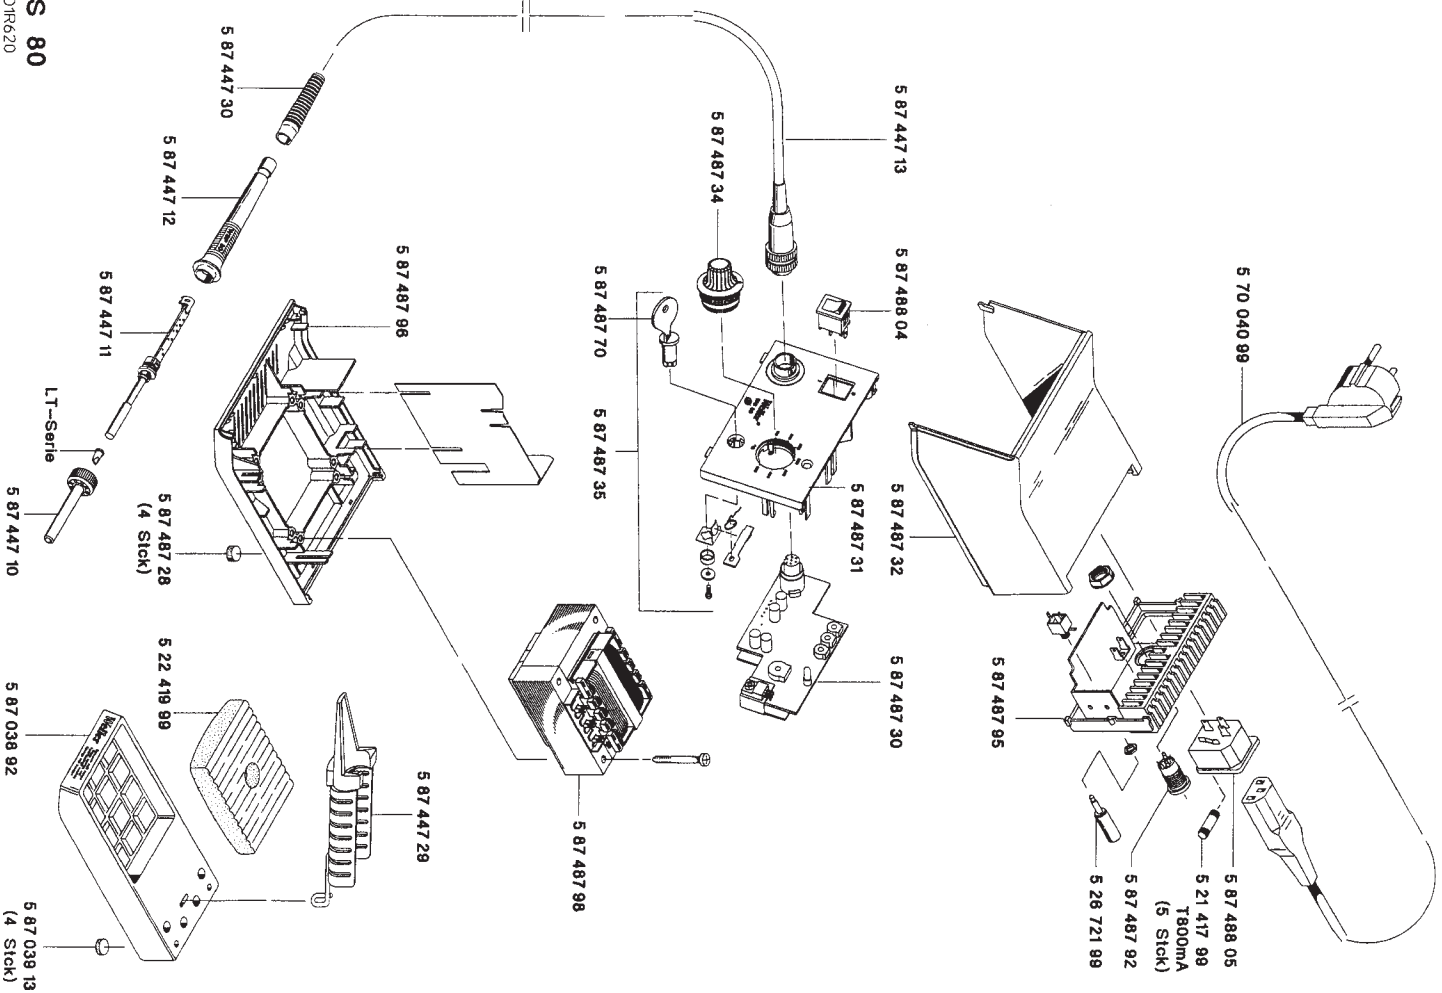 S 80
01R620
5 87 447 30
5 87 447 12
5 87 447 11
LT-Serie
5 87 447 10
5 87 447 13
5 87 487 34
5 87 487 96
5 87 487 70
5 87 487 35
5 87 488 04
5 87 487 31
5 87 487 32
5 70 040 99
5 87 487 28
(4 Stck)
5 87 487 30
5 87 487 95
5 87 488 05
5 21 417 99
T800mA
(5 Stck)
5 87 487 92
5 26 721 99
5 87 487 98
5 22 419 99
5 87 447 29
5 87 038 92
5 87 039 13
(4 Stck)
Weller
Weller